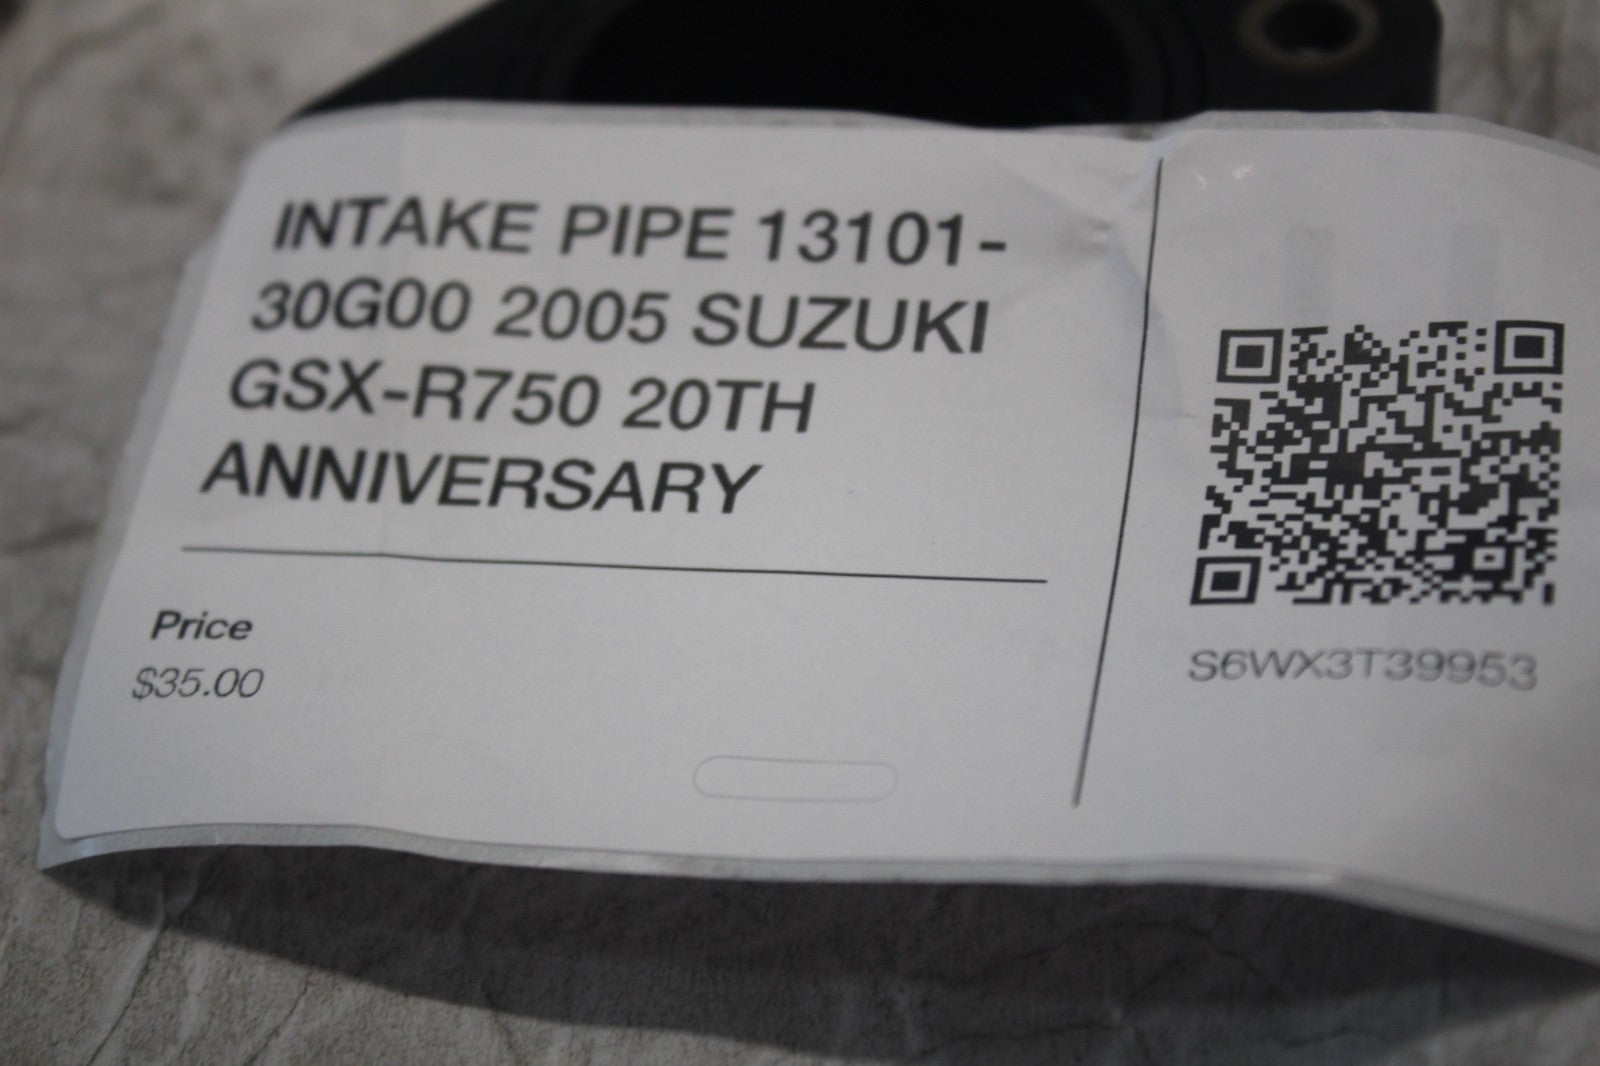 INTAKE PIPE 13101-
30G00 2005 SUZUKI
GSX-R750 20TH
ANNIVERSARY
Price
$35.00
S6WX3T39953